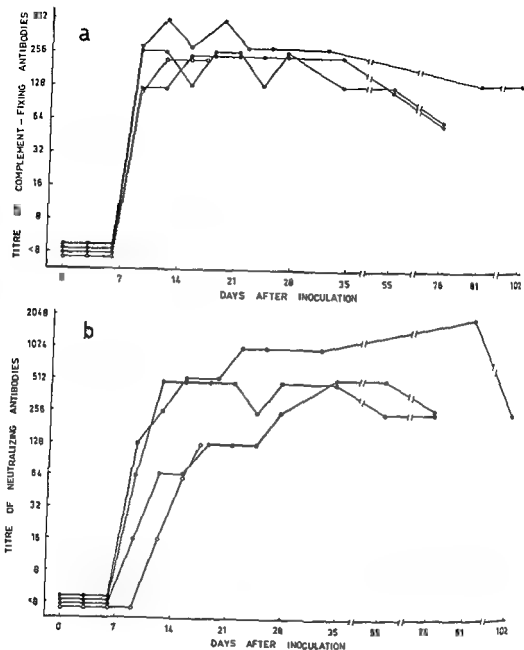 a
256
128
64
32
16
8
<8
TITRE COMPLEMENT-FIXING ANTIBODIES
7 14 21 28 35 55 76 81 102
DAYS AFTER INOCULATION
b
2048
1024
512
256
128
64
32
16
8
<8
TITRE OF NEUTRALIZING ANTIBODIES
0 7 14 21 28 35 55 76 81 102
DAYS AFTER INOCULATION